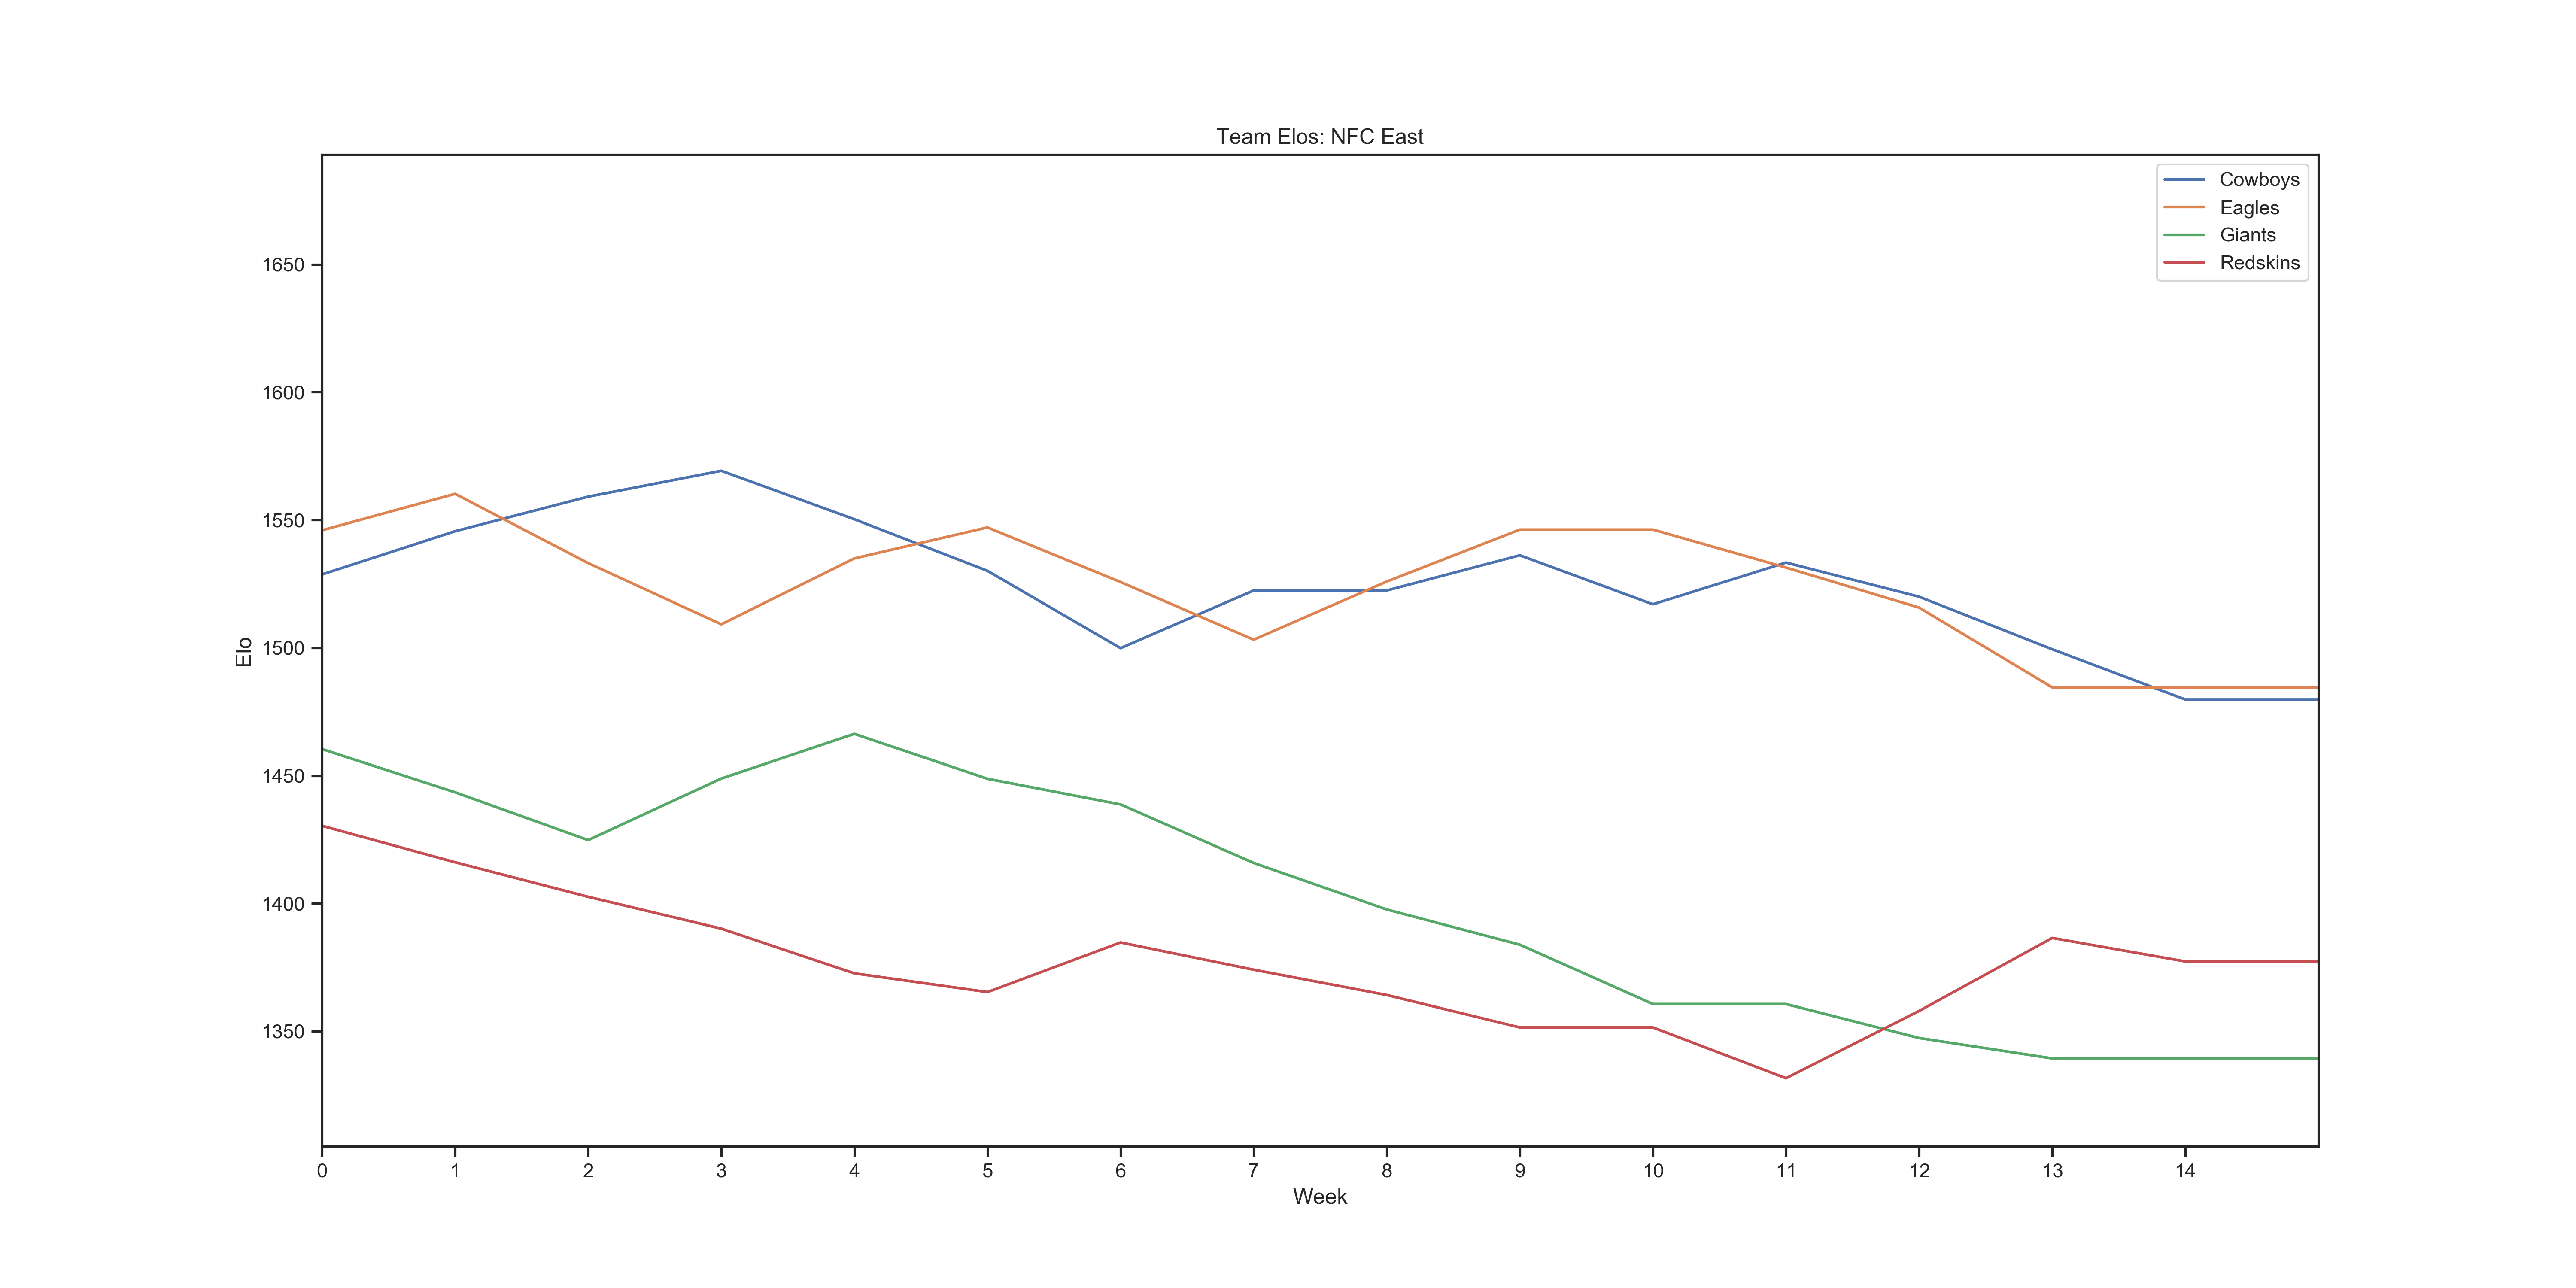 Team Elos: NFC East
Cowboys
Eagles
Giants
Redskins
Elo
1650
1600
1550
1500
1450
1400
1350
0 1 2 3 4 5 6 7 8 9 10 11 12 13 14
Week